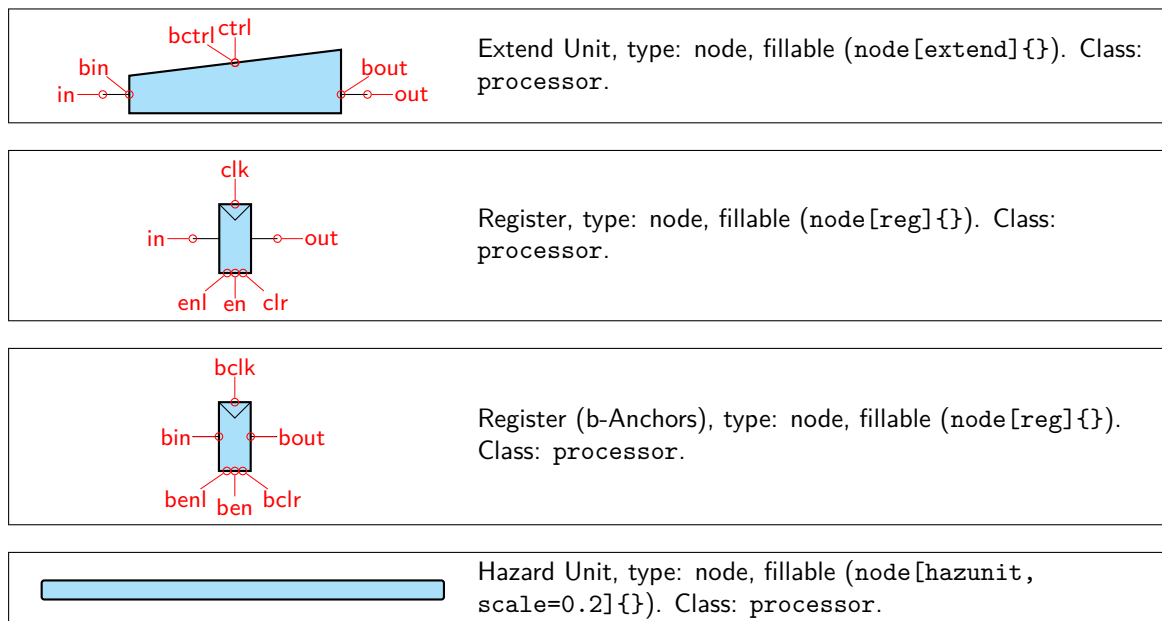 ctrl
bctrl
bin
bout
in
out
Extend Unit, type: node, fillable (node[extend]{}). Class:
processor.
clk
in
out
enl
en
clr
Register, type: node, fillable (node[reg]{}). Class:
processor.
bclk
bin
bout
benl
ben
bclr
Register (b-Anchors), type: node, fillable (node[reg]{}).
Class: processor.
Hazard Unit, type: node, fillable (node[hazunit,
scale=0.2]{}). Class: processor.